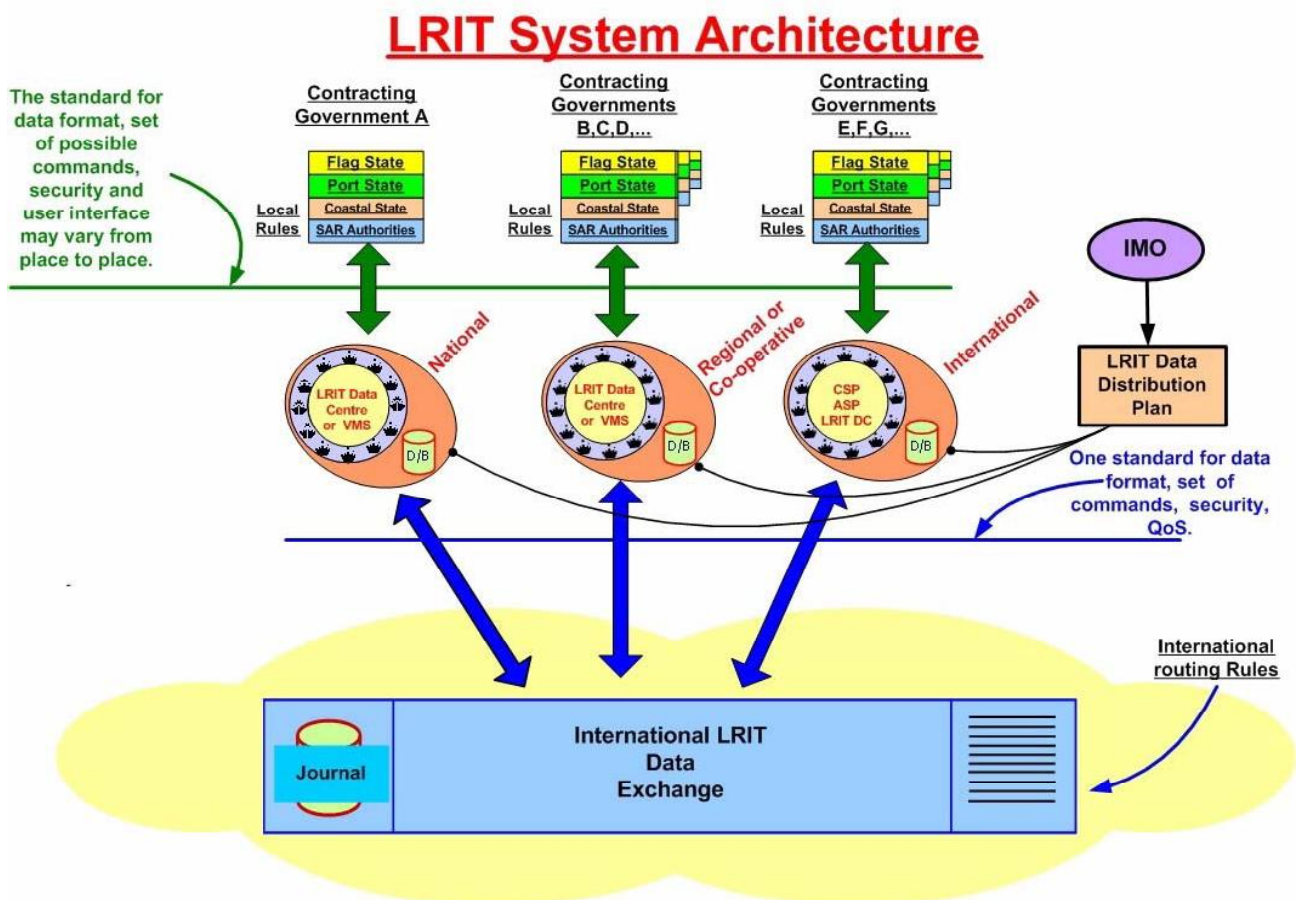 LRIT System Architecture
The standard for
data format, set
of possible
commands,
security and
user interface
may vary from
place to place.
Contracting
Government A
Flag State
Port State
Coastal State
SAR Authorities
Local
Rules
Contracting
Governments
B,C,D,...
Flag State
Port State
Coastal State
SAR Authorities
Local
Rules
Contracting
Governments
E,F,G,...
Flag State
Port State
Coastal State
SAR Authorities
Local
Rules
IMO
LRIT Data
Distribution
Plan
National
LRIT Data
Centre
or VMS
D/B
Regional or
Co-operative
LRIT Data
Centre
or VMS
D/B
International
CSP
ASP
LRIT DC
D/B
One standard for data
format, set of
commands, security,
QoS.
International
routing Rules
Journal
International LRIT
Data
Exchange